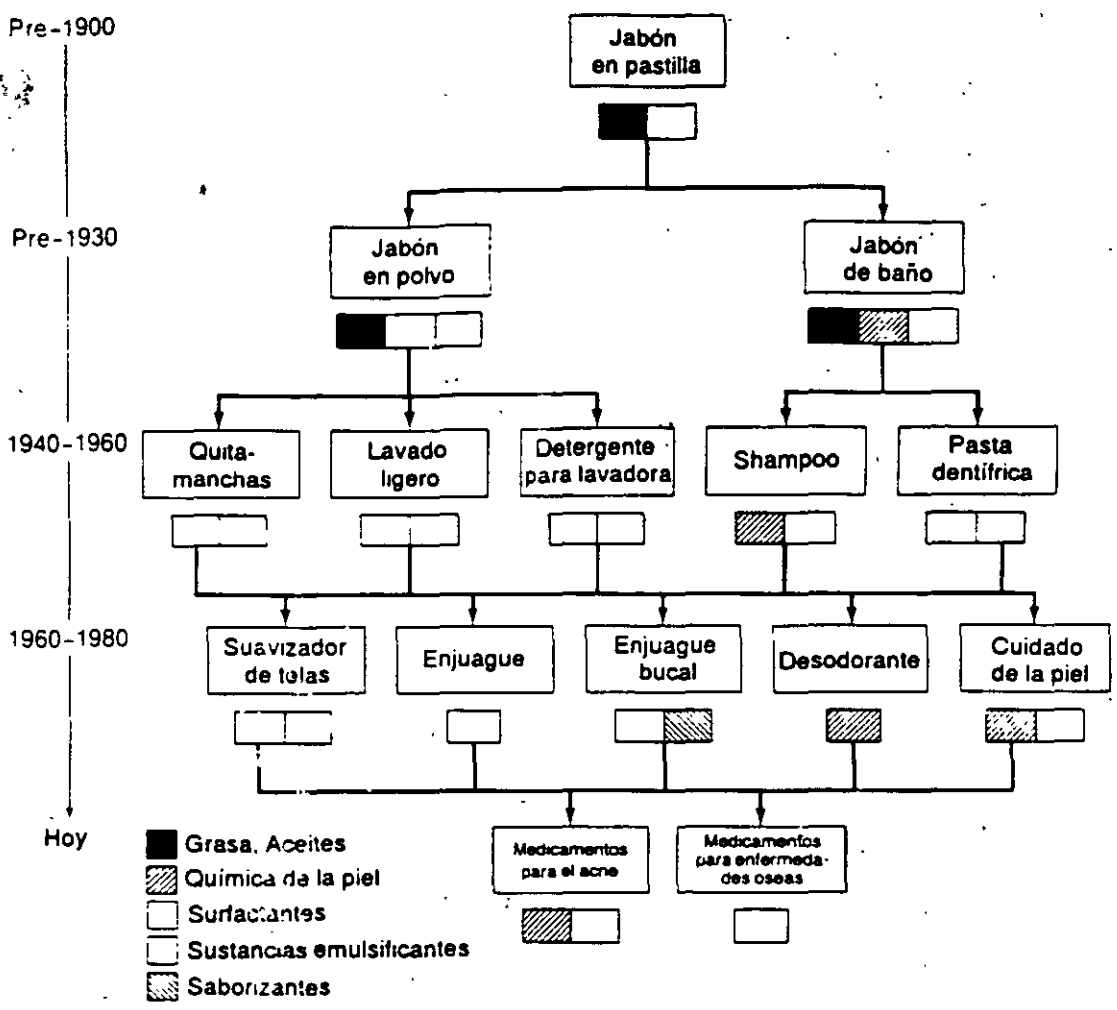 Pre-1900
Jabón
en pastilla
Pre-1930
Jabón
en polvo
Jabón
de baño
1940-1960
Quita-
manchas
Lavado
ligero
Detergente
para lavadora
Shampoo
Pasta
dentífrica
1960-1980
Suavizador
de telas
Enjuague
Enjuague
bucal
Desodorante
Cuidado
de la piel
Hoy
Medicamentos
para el acne
Medicamentos
para enfermeda-
des oseas
Grasa, Aceites
Química de la piel
Surfactantes
Sustancias emulsificantes
Saborizantes